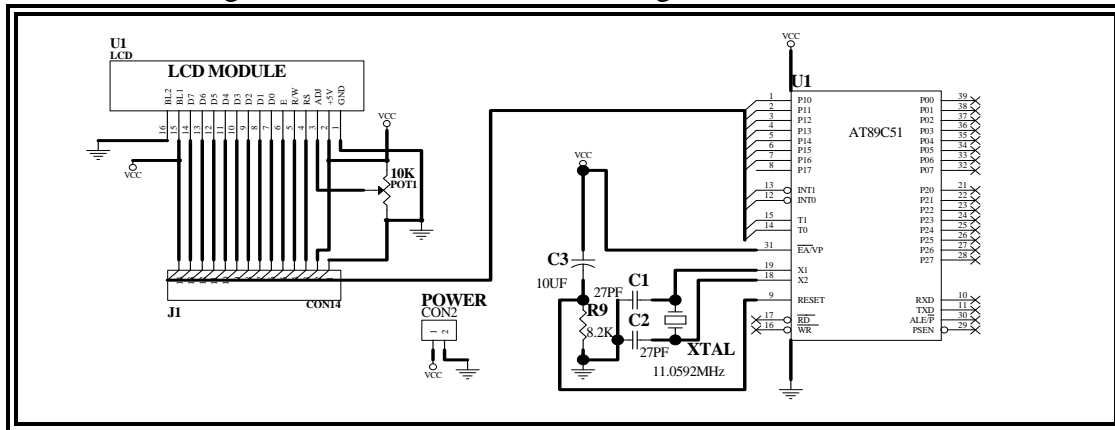 U1
LCD
LCD MODULE
BL2 BL1 D7 D6 D5 D4 D3 D2 D1 D0 E R/W RS ADJ +5V GND
16 15 14 13 12 11 10 9 8 7 6 5 4 3 2 1
VCC
VCC
10K
POT1
CON14
J1
POWER
CON2
1 2
VCC
VCC
C3
10UF
R9
8.2K
27PF
C1
C2
27PF
XTAL
11.0592MHz
VCC
U1
AT89C51
1 P10
2 P11
3 P12
4 P13
5 P14
6 P15
7 P16
8 P17
13 INT1
12 INT0
15 T1
14 T0
31 EA/VP
19 X1
18 X2
9 RESET
17 RD
16 WR
P00 39
P01 38
P02 37
P03 36
P04 35
P05 34
P06 33
P07 32
P20 21
P21 22
P22 23
P23 24
P24 25
P25 26
P26 27
P27 28
RXD 10
TXD 11
ALE/P 30
PSEN 29